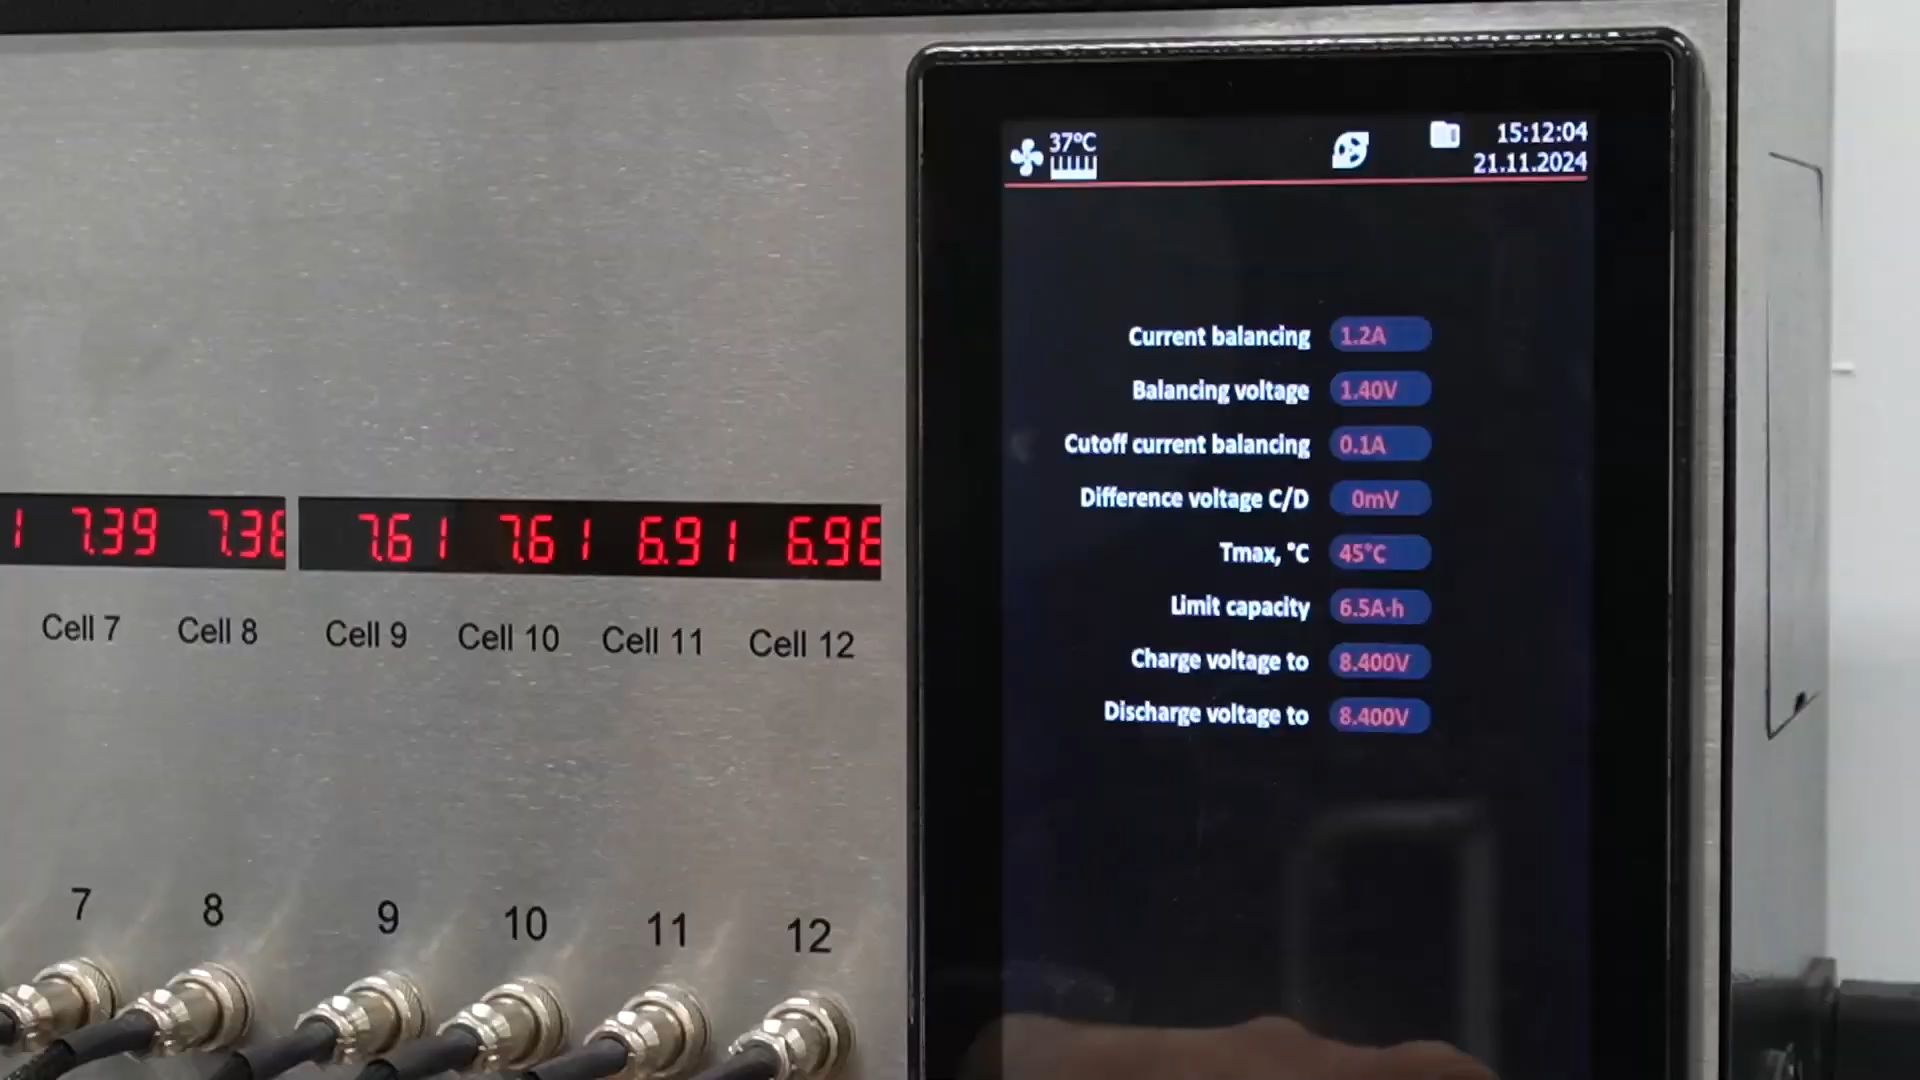 37°C
15:12:04
21.11.2024
Current balancing 1.2A
Balancing voltage 1.40V
Cutoff current balancing 0.1A
Difference voltage C/D 0mV
Tmax, °C 45°C
Limit capacity 6.5A·h
Charge voltage to 8.400V
Discharge voltage to 8.400V
7.39 7.61 7.61 6.91
Cell 7 Cell 8 Cell 9 Cell 10 Cell 11 Cell 12
7 8 9 10 11 12